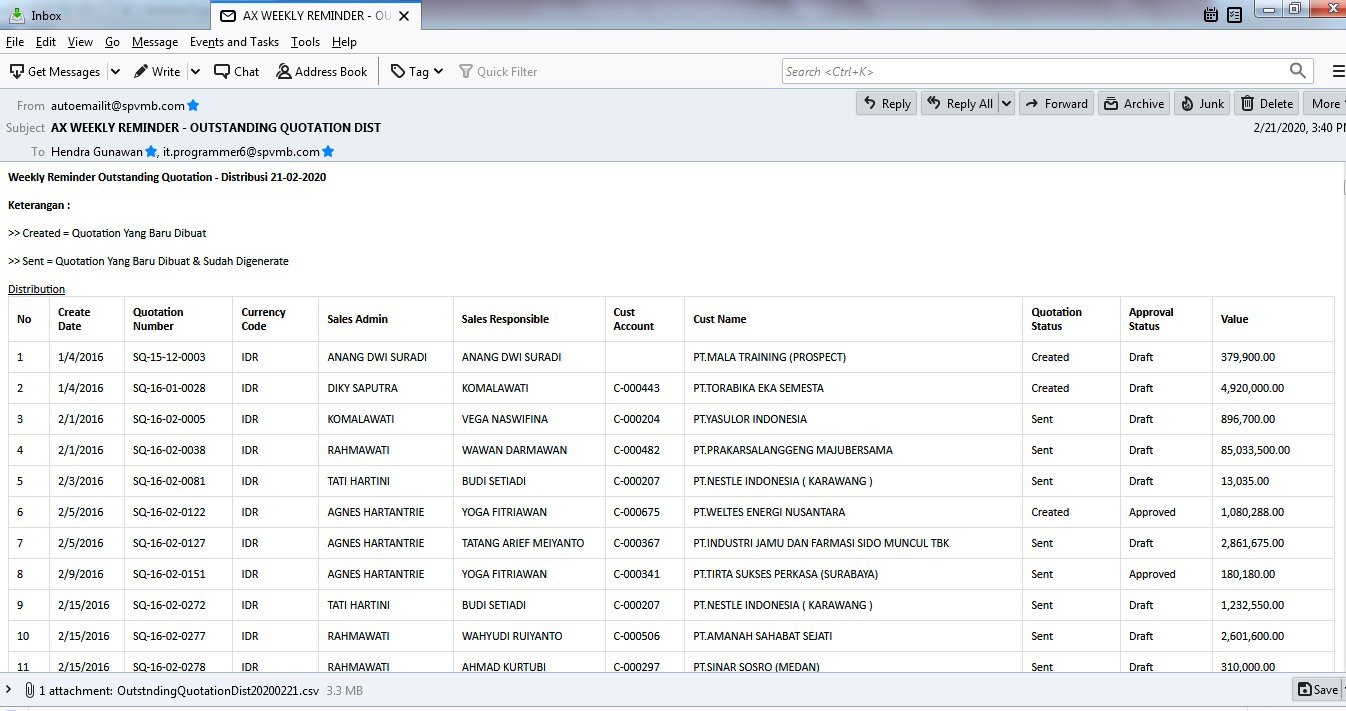 Inbox
AX WEEKLY REMINDER - OU
File Edit View Go Message Events and Tasks Tools Help
Get Messages Write Chat Address Book Tag Quick Filter Search <Ctrl+K>
From autoemailit@spvmb.com Reply Reply All Forward Archive Junk Delete More
Subject AX WEEKLY REMINDER - OUTSTANDING QUOTATION DIST 2/21/2020, 3:40 PM
To Hendra Gunawan, it.programmer6@spvmb.com
Weekly Reminder Outstanding Quotation - Distribusi 21-02-2020
Keterangan :
>> Created = Quotation Yang Baru Dibuat
>> Sent = Quotation Yang Baru Dibuat & Sudah Digenerate
Distribution
No Create Date Quotation Number Currency Code Sales Admin Sales Responsible Cust Account Cust Name Quotation Status Approval Status Value
1 1/4/2016 SQ-15-12-0003 IDR ANANG DWI SURADI ANANG DWI SURADI PT.MALA TRAINING (PROSPECT) Created Draft 379,900.00
2 1/4/2016 SQ-16-01-0028 IDR DIKY SAPUTRA KOMALAWATI C-000443 PT.TORABIKA EKA SEMESTA Created Draft 4,920,000.00
3 2/1/2016 SQ-16-02-0005 IDR KOMALAWATI VEGA NASWIFINA C-000204 PT.YASULOR INDONESIA Sent Draft 896,700.00
4 2/1/2016 SQ-16-02-0038 IDR RAHMAWATI WAWAN DARMAWAN C-000482 PT.PRAKARSALANGGENG MAJUBERSAMA Sent Draft 85,033,500.00
5 2/3/2016 SQ-16-02-0081 IDR TATI HARTINI BUDI SETIADI C-000207 PT.NESTLE INDONESIA ( KARAWANG ) Sent Draft 13,035.00
6 2/5/2016 SQ-16-02-0122 IDR AGNES HARTANTRIE YOGA FITRIAWAN C-000675 PT.WELTES ENERGI NUSANTARA Created Approved 1,080,288.00
7 2/5/2016 SQ-16-02-0127 IDR AGNES HARTANTRIE TATANG ARIEF MEIYANTO C-000367 PT.INDUSTRI JAMU DAN FARMASI SIDO MUNCUL TBK Sent Draft 2,861,675.00
8 2/9/2016 SQ-16-02-0151 IDR AGNES HARTANTRIE YOGA FITRIAWAN C-000341 PT.TIRTA SUKSES PERKASA (SURABAYA) Sent Approved 180,180.00
9 2/15/2016 SQ-16-02-0272 IDR TATI HARTINI BUDI SETIADI C-000207 PT.NESTLE INDONESIA ( KARAWANG ) Sent Draft 1,232,550.00
10 2/15/2016 SQ-16-02-0277 IDR RAHMAWATI WAHYUDI RUIYANTO C-000506 PT.AMANAH SAHABAT SEJATI Sent Draft 2,601,600.00
11 2/15/2016 SQ-16-02-0278 IDR RAHMAWATI AHMAD KURTUBI C-000297 PT.SINAR SOSRO (MEDAN) Sent Draft 310,000.00
1 attachment: OutstndingQuotationDist20200221.csv 3.3 MB Save